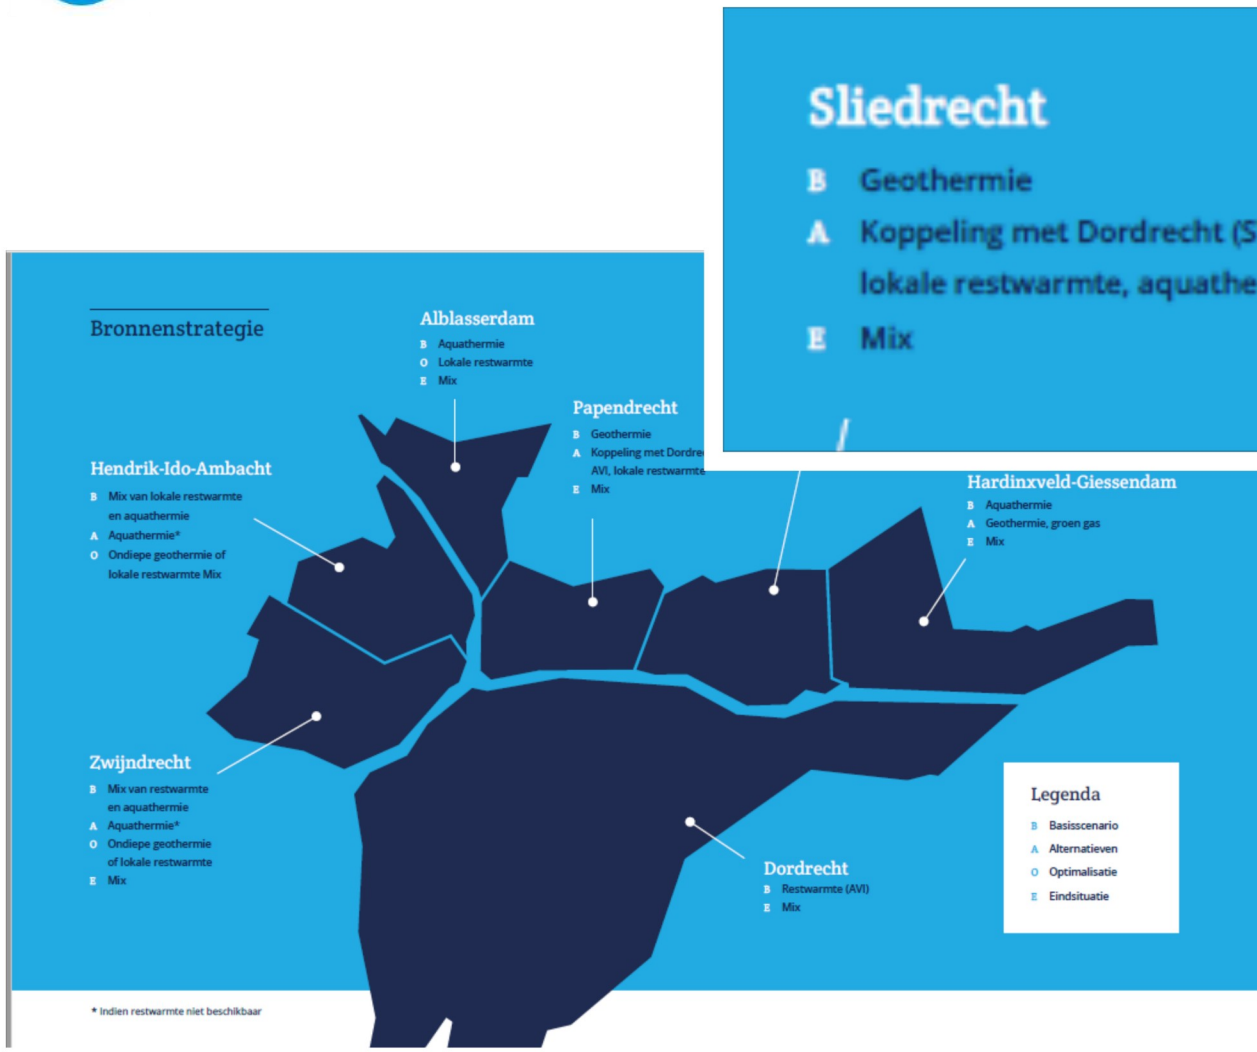 Sliedrecht
B Geothermie
A Koppeling met Dordrecht (S
lokale restwarmte, aquathe
E Mix
Bronnenstrategie
Alblasserdam
B Aquathermie
O Lokale restwarmte
E Mix
Papendrecht
B Geothermie
A Koppeling met Dordre
AVI, lokale restwarmte
E Mix
Hendrik-Ido-Ambacht
B Mix van lokale restwarmte
en aquathermie
A Aquathermie*
O Ondiepe geothermie of
lokale restwarmte Mix
Hardinxveld-Giessendam
B Aquathermie
A Geothermie, groen gas
E Mix
Zwijndrecht
B Mix van restwarmte
en aquathermie
A Aquathermie*
O Ondiepe geothermie
of lokale restwarmte
E Mix
Dordrecht
B Restwarmte (AVI)
E Mix
Legenda
B Basisscenario
A Alternatieven
O Optimalisatie
E Eindsituatie
* Indien restwarmte niet beschikbaar